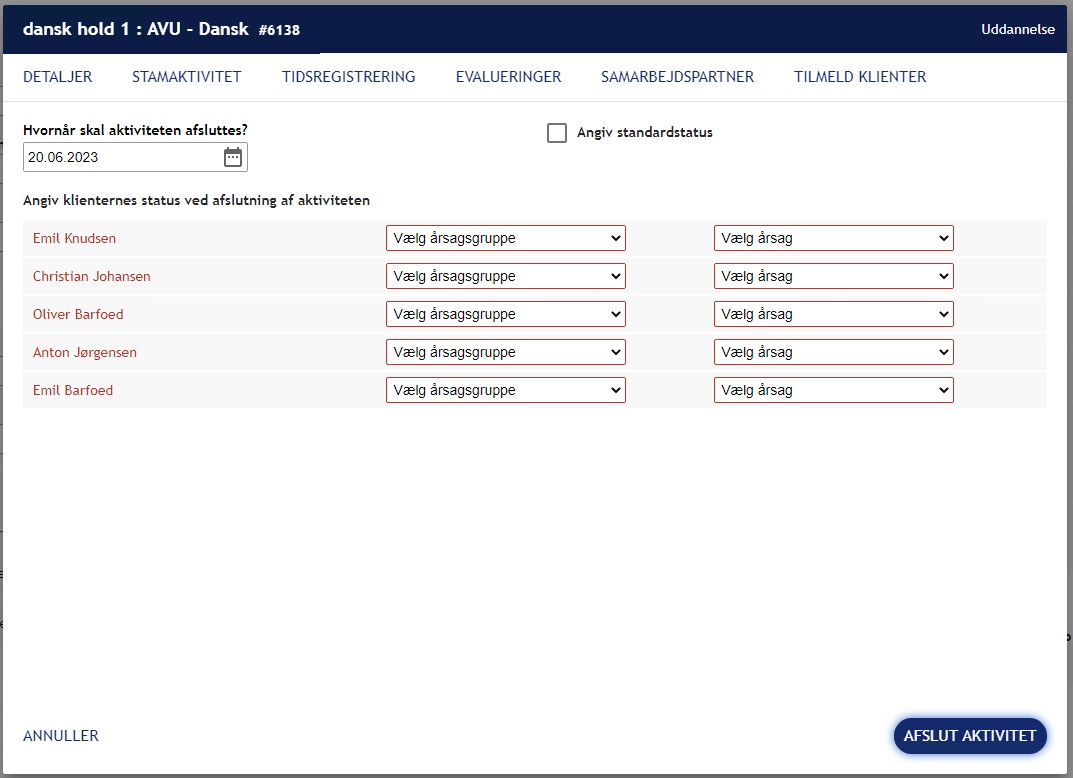 dansk hold 1 : AVU - Dansk #6138 Uddannelse
DETALJER STAMAKTIVITET TIDSREGISTRERING EVALUERINGER SAMARBEJDSPARTNER TILMELD KLIENTER
Hvornår skal aktiviteten afsluttes? Angiv standardstatus
20.06.2023
Angiv klienternes status ved afslutning af aktiviteten
Emil Knudsen Vælg årsagsgruppe Vælg årsag
Christian Johansen Vælg årsagsgruppe Vælg årsag
Oliver Barfoed Vælg årsagsgruppe Vælg årsag
Anton Jørgensen Vælg årsagsgruppe Vælg årsag
Emil Barfoed Vælg årsagsgruppe Vælg årsag
ANNULLER AFSLUT AKTIVITET